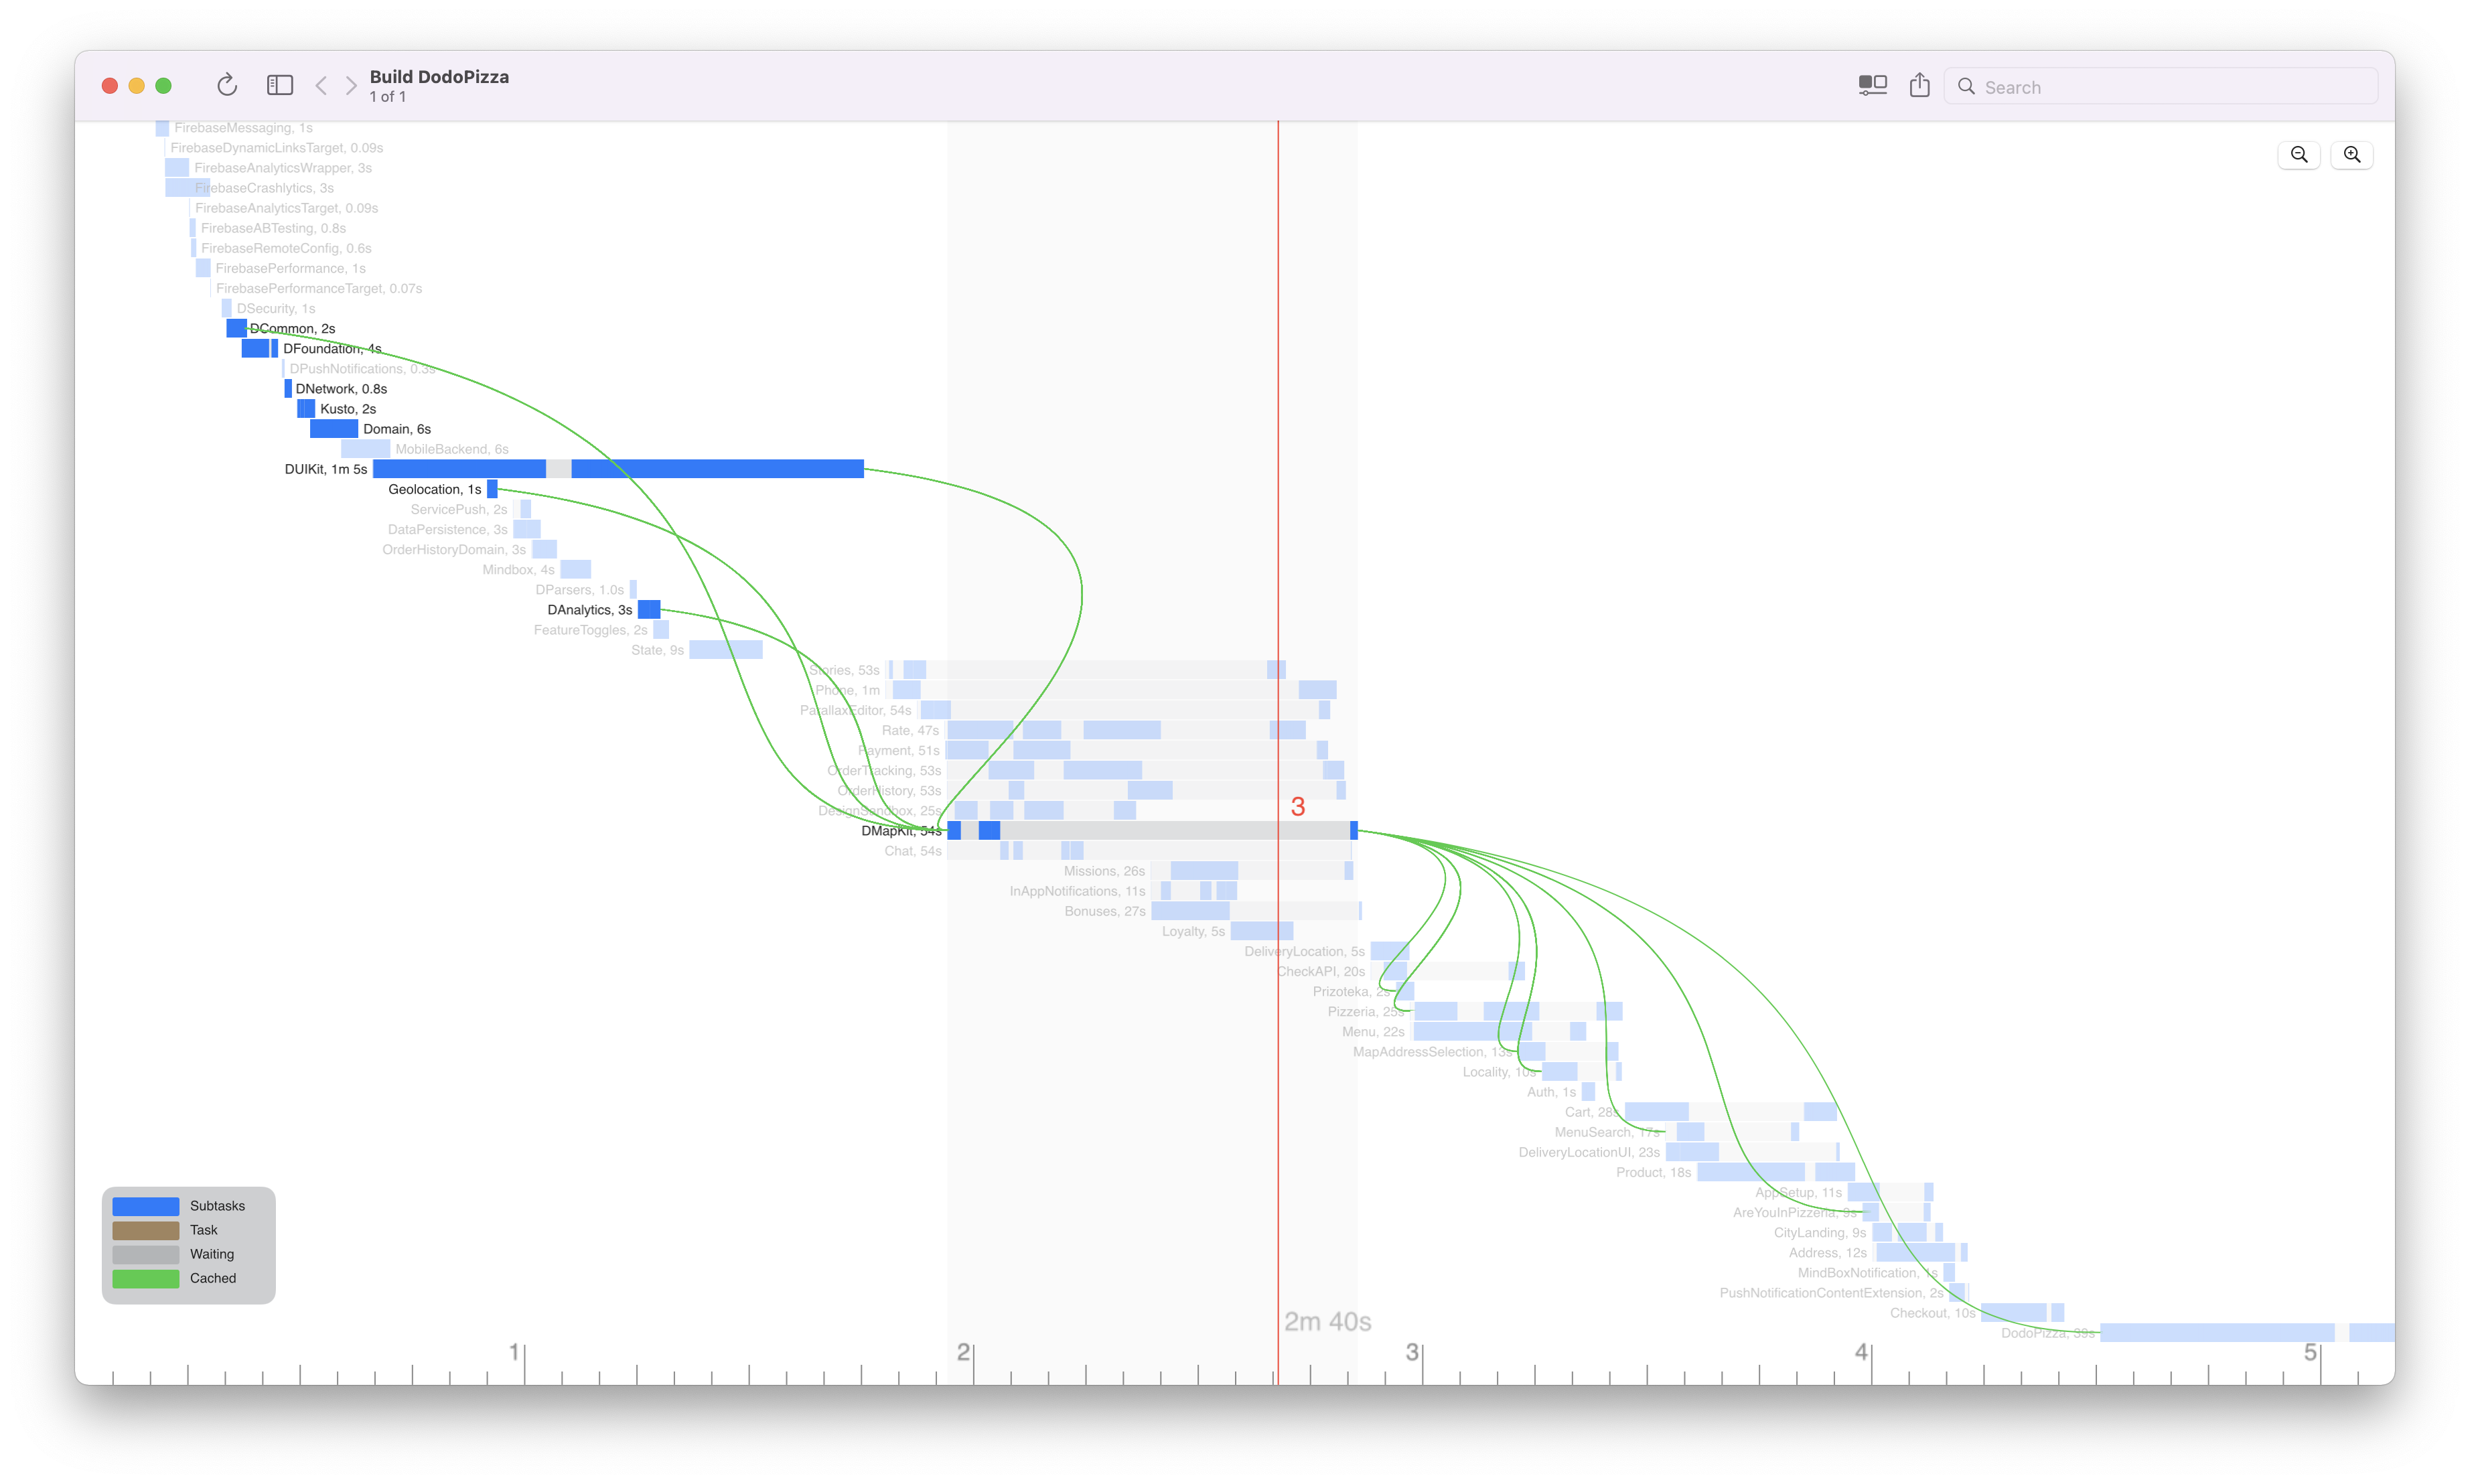 Build DodoPizza
1 of 1
Search
FirebaseMessaging, 1s
FirebaseDynamicLinksTarget, 0.09s
FirebaseAnalyticsWrapper, 3s
FirebaseCrashlytics, 3s
FirebaseAnalyticsTarget, 0.09s
FirebaseABTesting, 0.8s
FirebaseRemoteConfig, 0.6s
FirebasePerformance, 1s
FirebasePerformanceTarget, 0.07s
DSecurity, 1s
DCommon, 2s
DFoundation, 4s
DPushNotifications, 0.3s
DNetwork, 0.8s
Kusto, 2s
Domain, 6s
MobileBackend, 6s
DUIKit, 1m 5s
Geolocation, 1s
ServicePush, 2s
DataPersistence, 3s
OrderHistoryDomain, 3s
Mindbox, 4s
DParsers, 1.0s
DAnalytics, 3s
FeatureToggles, 2s
State, 9s
Stories, 53s
Phone, 1m
ParallaxEditor, 54s
Rate, 47s
Payment, 51s
OrderTracking, 53s
OrderHistory, 53s
3
DesignSandbox, 25s
DMapKit, 54s
Chat, 54s
Missions, 26s
InAppNotifications, 11s
Bonuses, 27s
Loyalty, 5s
DeliveryLocation, 5s
CheckAPI, 20s
Prizoteka, 2s
Pizzeria, 25s
Menu, 22s
MapAddressSelection, 13s
Locality, 10s
Auth, 1s
Cart, 28s
MenuSearch, 17s
DeliveryLocationUI, 23s
Product, 18s
AppSetup, 11s
AreYouInPizzeria, 9s
CityLanding, 9s
Address, 12s
MindBoxNotification, 1s
PushNotificationContentExtension, 2s
Checkout, 10s
DodoPizza, 39s
Subtasks
Task
Waiting
Cached
2m 40s
1 2 3 4 5